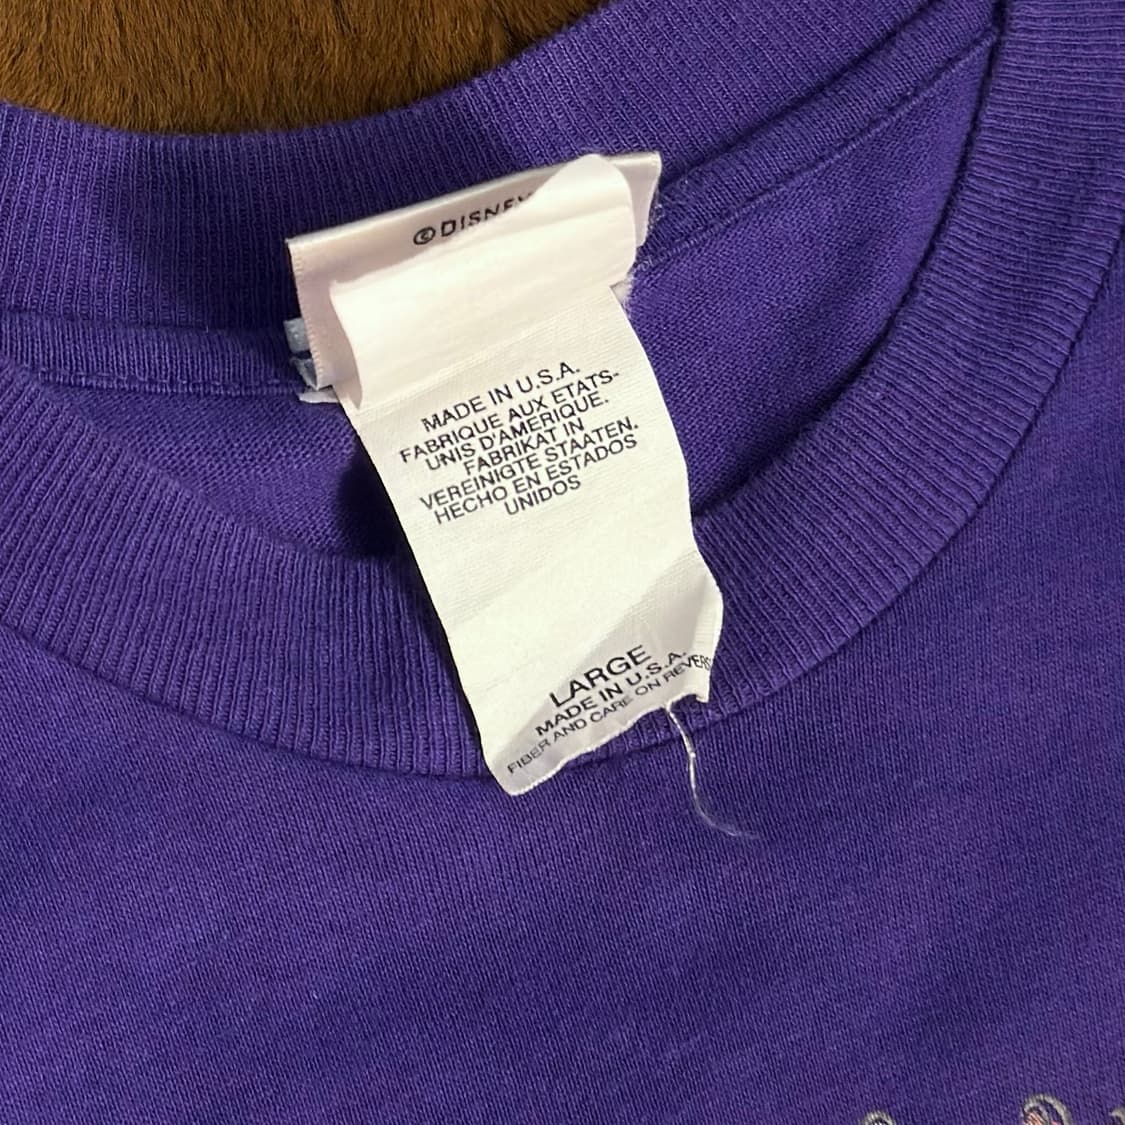 ©DISNEY
MADE IN U.S.A.
FABRIQUE AUX ETATS-
UNIS D'AMERIQUE.
FABRIKAT IN
VEREINIGTE STAATEN.
HECHO EN ESTADOS
UNIDOS
LARGE
MADE IN U.S.A.
FIBER AND CARE ON REVERS